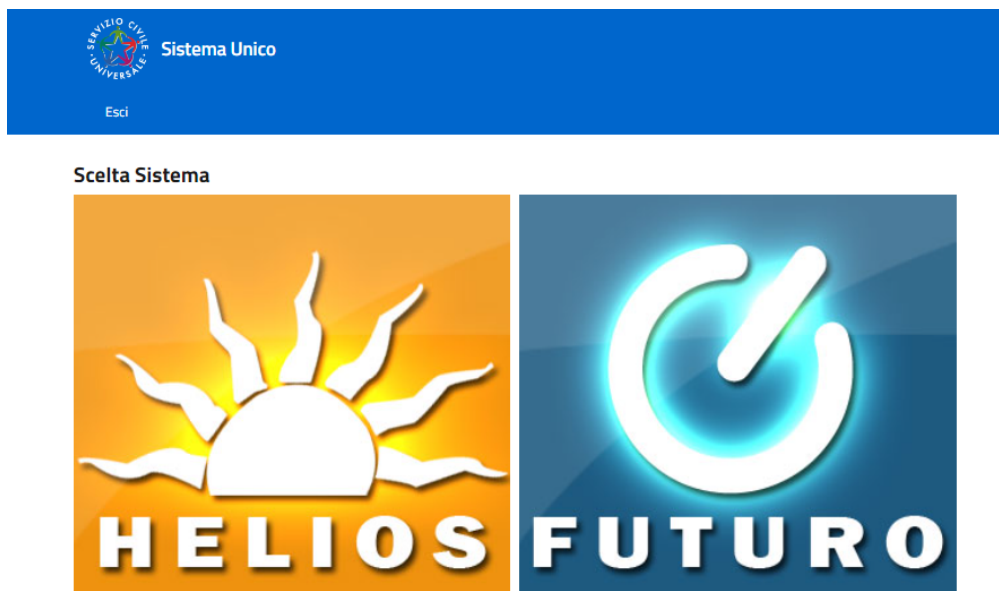 SERVIZIO CIVILE
UNIVERSALE
Sistema Unico
Esci
Scelta Sistema
HELIOS
FUTURO